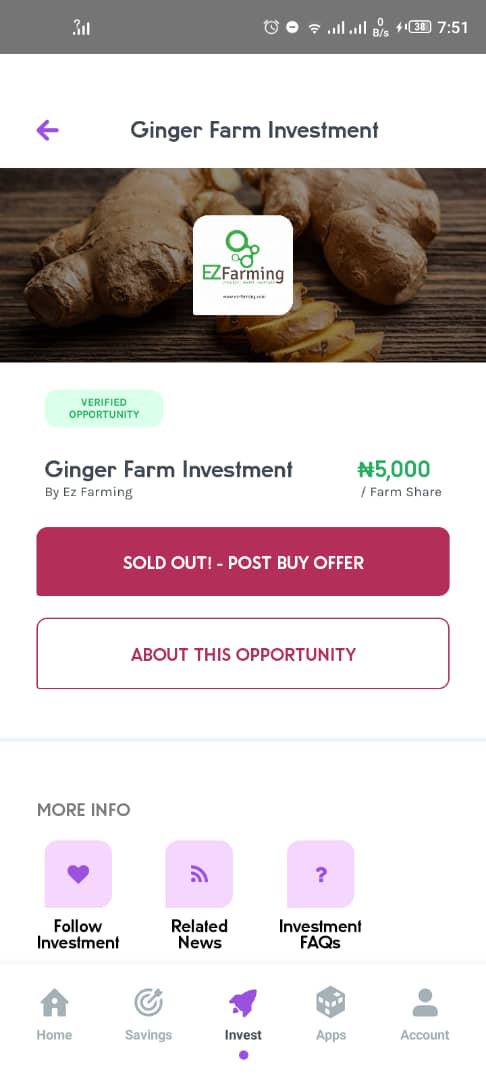 0
B/s
38
7:51
Ginger Farm Investment
EZFarming
VERIFIED
OPPORTUNITY
Ginger Farm Investment
₦5,000
By Ez Farming
/ Farm Share
SOLD OUT! - POST BUY OFFER
ABOUT THIS OPPORTUNITY
MORE INFO
?
Follow
Investment
Related
News
Investment
FAQs
Home
Savings
Invest
Apps
Account